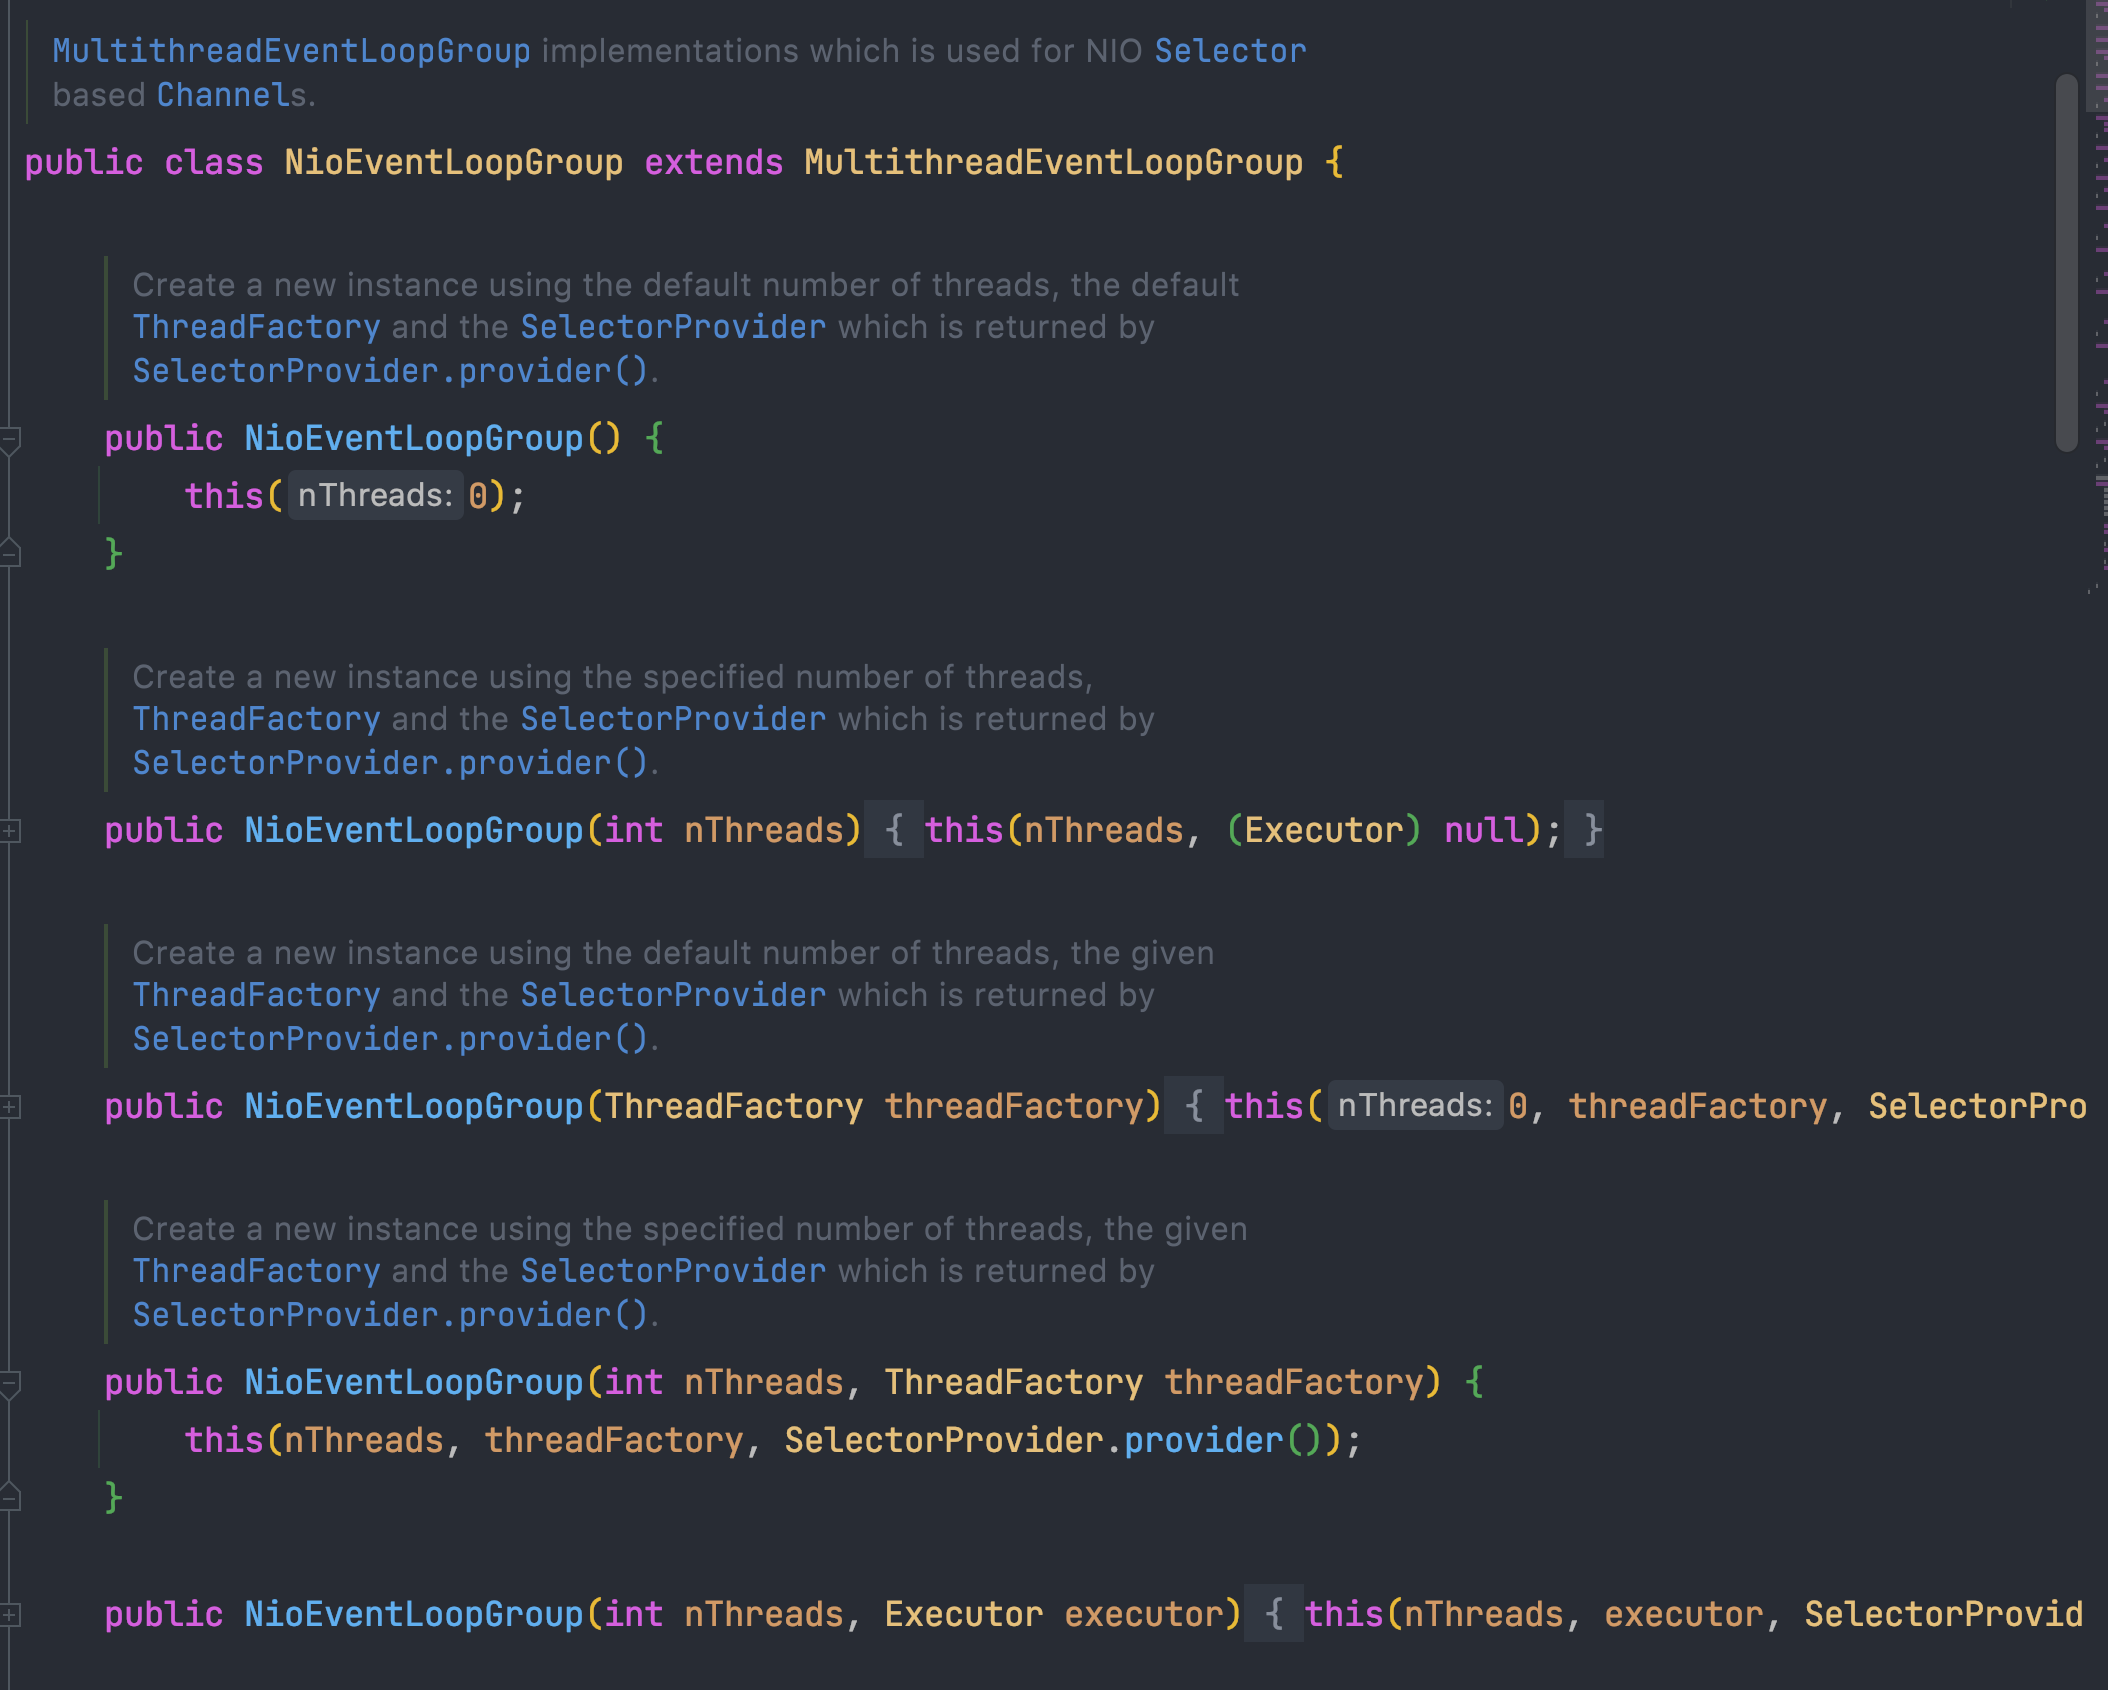 MultithreadEventLoopGroup implementations which is used for NIO Selector
based Channels.
public class NioEventLoopGroup extends MultithreadEventLoopGroup {
Create a new instance using the default number of threads, the default
ThreadFactory and the SelectorProvider which is returned by
SelectorProvider.provider().
public NioEventLoopGroup() {
this( nThreads: 0);
}
Create a new instance using the specified number of threads,
ThreadFactory and the SelectorProvider which is returned by
SelectorProvider.provider().
public NioEventLoopGroup(int nThreads) { this(nThreads, (Executor) null); }
Create a new instance using the default number of threads, the given
ThreadFactory and the SelectorProvider which is returned by
SelectorProvider.provider().
public NioEventLoopGroup(ThreadFactory threadFactory) { this( nThreads: 0, threadFactory, SelectorPro
Create a new instance using the specified number of threads, the given
ThreadFactory and the SelectorProvider which is returned by
SelectorProvider.provider().
public NioEventLoopGroup(int nThreads, ThreadFactory threadFactory) {
this(nThreads, threadFactory, SelectorProvider.provider());
}
public NioEventLoopGroup(int nThreads, Executor executor) { this(nThreads, executor, SelectorProvid